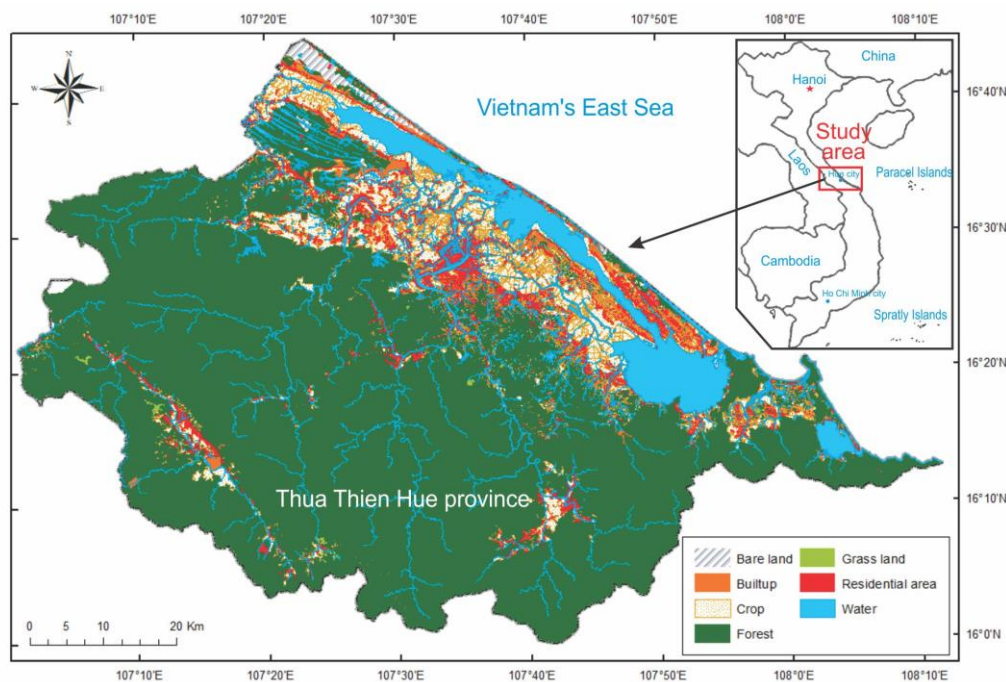 107°10'E 107°20'E 107°30'E 107°40'E 107°50'E 108°0'E 108°10'E
N
W E
S
China
Hanoi
Vietnam's East Sea
Study
area
Laos
Hue city
Paracel Islands
Cambodia
Ho Chi Minh city
Spratly Islands
16°40'N
16°30'N
16°20'N
16°10'N
16°0'N
Thua Thien Hue province
Bare land
Builtup
Crop
Forest
Grass land
Residential area
Water
0 5 10 20 Km
107°10'E 107°20'E 107°30'E 107°40'E 107°50'E 108°0'E 108°10'E